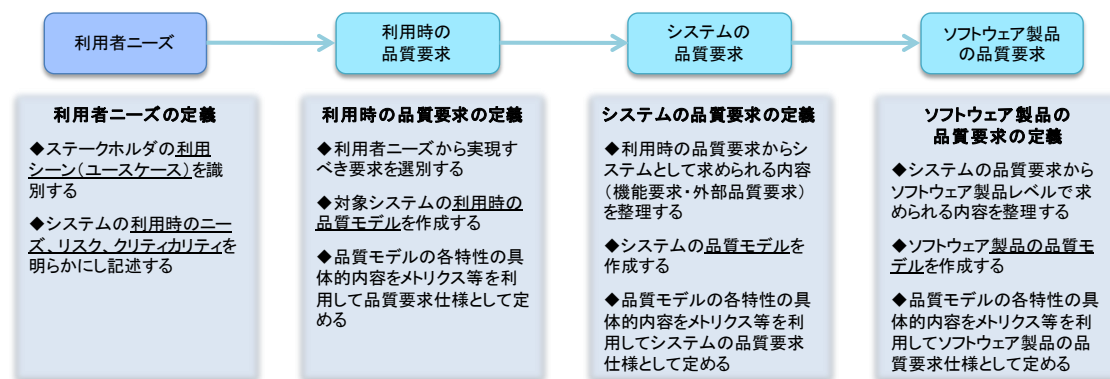 利用者ニーズ
利用時の
品質要求
システムの
品質要求
ソフトウェア製品
の品質要求
利用者ニーズの定義
◆ステークホルダの利用
シーン(ユースケース)を識
別する
◆システムの利用時のニー
ズ、リスク、クリティカリティを
明らかにし記述する
利用時の品質要求の定義
◆利用者ニーズから実現す
べき要求を選別する
◆対象システムの利用時の
品質モデルを作成する
◆品質モデルの各特性の具
体的内容をメトリクス等を利
用して品質要求仕様として定
める
システムの品質要求の定義
◆利用時の品質要求からシ
ステムとして求められる内容
(機能要求・外部品質要求)
を整理する
◆システムの品質モデルを
作成する
◆品質モデルの各特性の具
体的内容をメトリクス等を利
用してシステムの品質要求
仕様として定める
ソフトウェア製品の
品質要求の定義
◆システムの品質要求から
ソフトウェア製品レベルで求
められる内容を整理する
◆ソフトウェア製品の品質モ
デルを作成する
◆品質モデルの各特性の具
体的内容をメトリクス等を利
用してソフトウェア製品の品
質要求仕様として定める